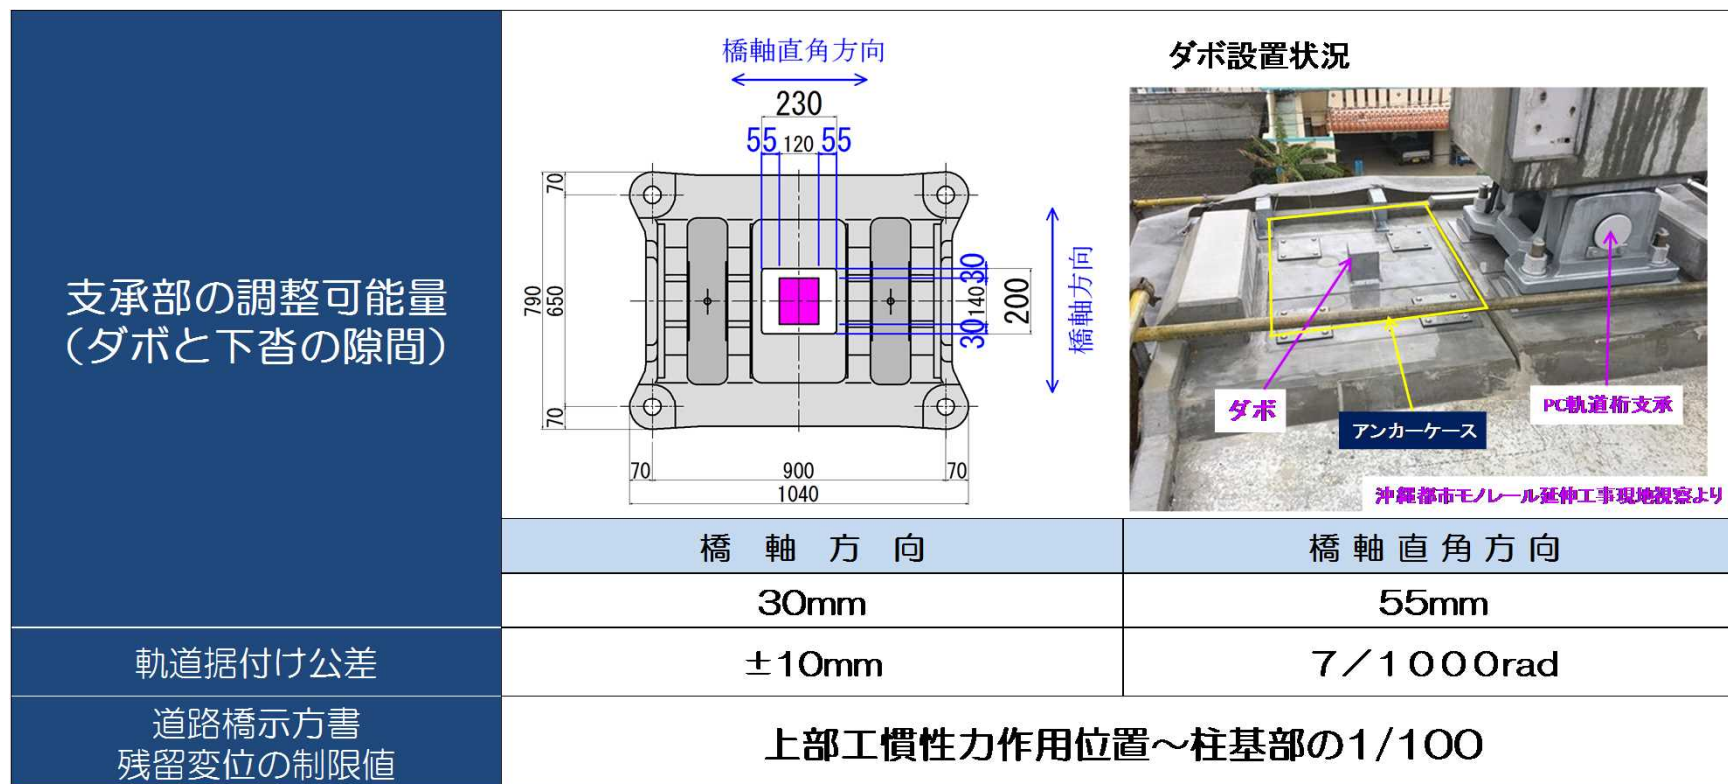 支承部の調整可能量
(ダボと下沓の隙間)
橋軸直角方向
230
55 120 55
70
790
650
70
30
140
30
200
橋軸方向
70 900 70
1040
ダボ設置状況
ダボ
アンカーケース
PC軌道桁支承
沖縄都市モノレール延伸工事現地視察より
橋軸方向 橋軸直角方向
30mm 55mm
軌道据付け公差 ±10mm 7/1000rad
道路橋示方書
残留変位の制限値
上部工慣性力作用位置~柱基部の1/100